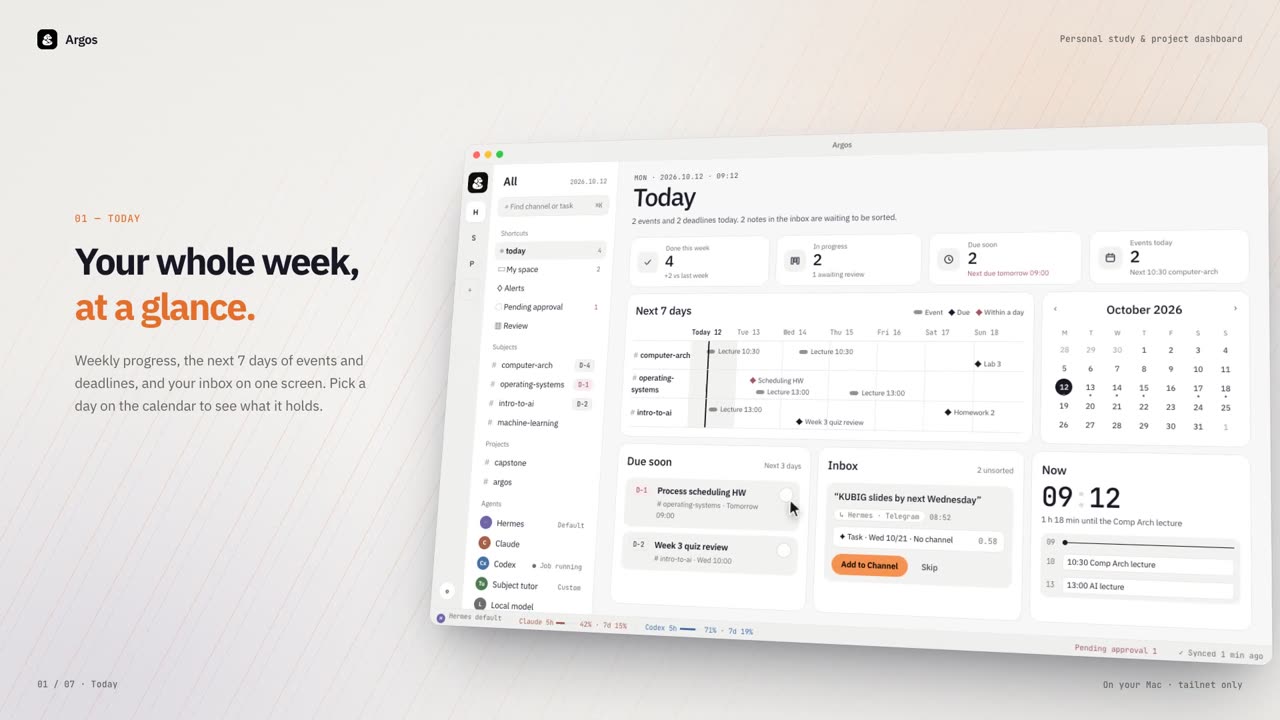 Argos
Personal study & project dashboard
01 — TODAY
Your whole week,
at a glance.
Weekly progress, the next 7 days of events and
deadlines, and your inbox on one screen. Pick a
day on the calendar to see what it holds.
Argos
H
S
P
+
All
2026.10.12
Find channel or task
⌘K
Shortcuts
today 4
My space 2
Alerts
Pending approval 1
Review
Subjects
# computer-arch D-4
# operating-systems D-1
# intro-to-ai D-2
# machine-learning
Projects
# capstone
# argos
Agents
Hermes Default
Claude
Cx Codex ● Job running
Tu Subject tutor Custom
L Local model
MON · 2026.10.12 · 09:12
Today
2 events and 2 deadlines today. 2 notes in the inbox are waiting to be sorted.
Done this week
4
+2 vs last week
In progress
2
1 awaiting review
Due soon
2
Next due tomorrow 09:00
Events today
2
Next 10:30 computer-arch
Next 7 days
Event ◆ Due ◆ Within a day
Today 12 Tue 13 Wed 14 Thu 15 Fri 16 Sat 17 Sun 18
# computer-arch
Lecture 10:30
Lecture 10:30
Lab 3
# operating-
systems
Scheduling HW
Lecture 13:00
Lecture 13:00
# intro-to-ai
Lecture 13:00
Week 3 quiz review
Homework 2
‹ October 2026 ›
M T W T F S S
28 29 30 1 2 3 4
5 6 7 8 9 10 11
12 13 14 15 16 17 18
19 20 21 22 23 24 25
26 27 28 29 30 31 1
Due soon
Next 3 days
D-1 Process scheduling HW
# operating-systems · Tomorrow
09:00
D-2 Week 3 quiz review
# intro-to-ai · Wed 10:00
Inbox
2 unsorted
“KUBIG slides by next Wednesday”
↳ Hermes · Telegram 08:52
◆ Task · Wed 10/21 · No channel 0.58
Add to Channel
Skip
Now
09:12
1 h 18 min until the Comp Arch lecture
09
10 10:30 Comp Arch lecture
13 13:00 AI lecture
Hermes default
Claude 5h 42% · 7d 15%
Codex 5h 71% · 7d 19%
Pending approval 1
✓ Synced 1 min ago
01 / 07 · Today
On your Mac · tailnet only